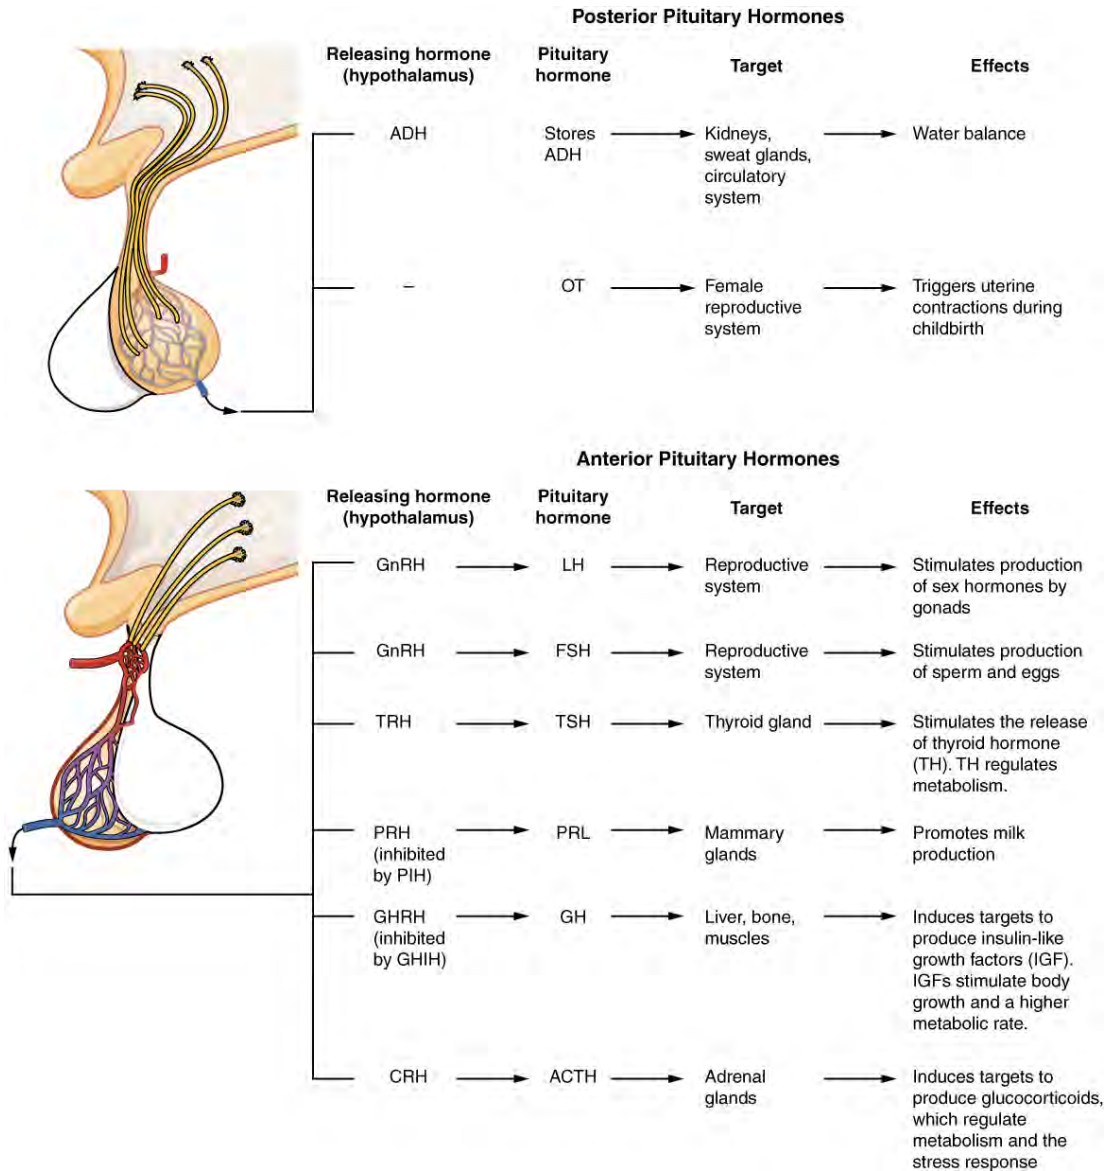 Posterior Pituitary Hormones
Releasing hormone
(hypothalamus)
Pituitary
hormone
Target
Effects
ADH
Stores
ADH
Kidneys,
sweat glands,
circulatory
system
Water balance
–
OT
Female
reproductive
system
Triggers uterine
contractions during
childbirth
Anterior Pituitary Hormones
Releasing hormone
(hypothalamus)
Pituitary
hormone
Target
Effects
GnRH
LH
Reproductive
system
Stimulates production
of sex hormones by
gonads
GnRH
FSH
Reproductive
system
Stimulates production
of sperm and eggs
TRH
TSH
Thyroid gland
Stimulates the release
of thyroid hormone
(TH). TH regulates
metabolism.
PRH
(inhibited
by PIH)
PRL
Mammary
glands
Promotes milk
production
GHRH
(inhibited
by GHIH)
GH
Liver, bone,
muscles
Induces targets to
produce insulin-like
growth factors (IGF).
IGFs stimulate body
growth and a higher
metabolic rate.
CRH
ACTH
Adrenal
glands
Induces targets to
produce glucocorticoids,
which regulate
metabolism and the
stress response